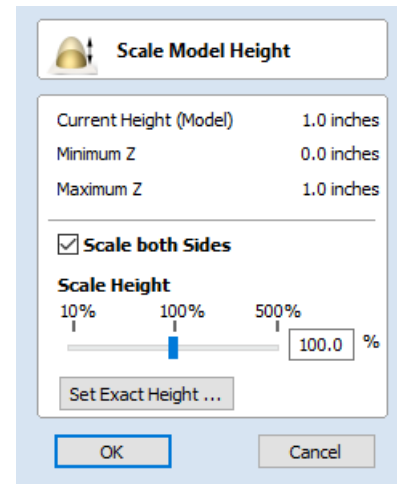 Scale Model Height
Current Height (Model) 1.0 inches
Minimum Z 0.0 inches
Maximum Z 1.0 inches
Scale both Sides
Scale Height
10% 100% 500%
100.0 %
Set Exact Height ...
OK Cancel